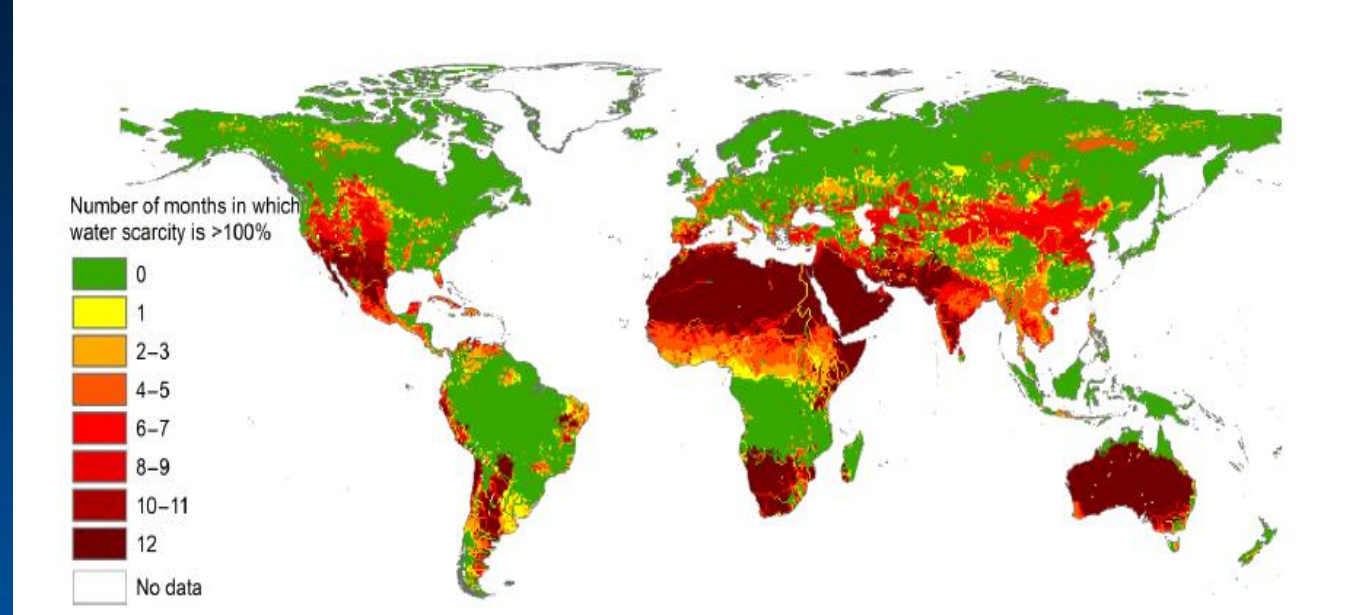 Number of months in which
water scarcity is >100%
0
1
2–3
4–5
6–7
8–9
10–11
12
No data